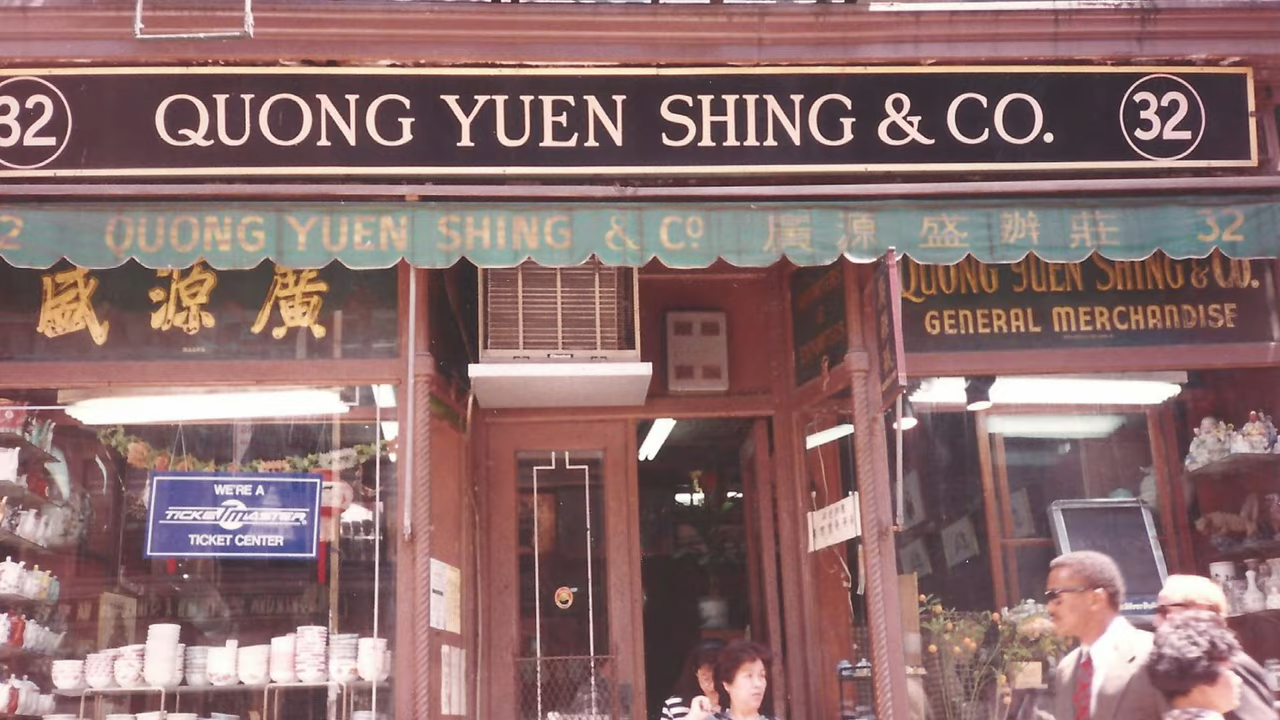 32 QUONG YUEN SHING & CO. 32
2 QUONG YUEN SHING & Co 廣源盛辦莊 32
盛源廣
QUONG YUEN SHING & CO.
GENERAL MERCHANDISE
WE'RE A
TICKETMASTER
TICKET CENTER